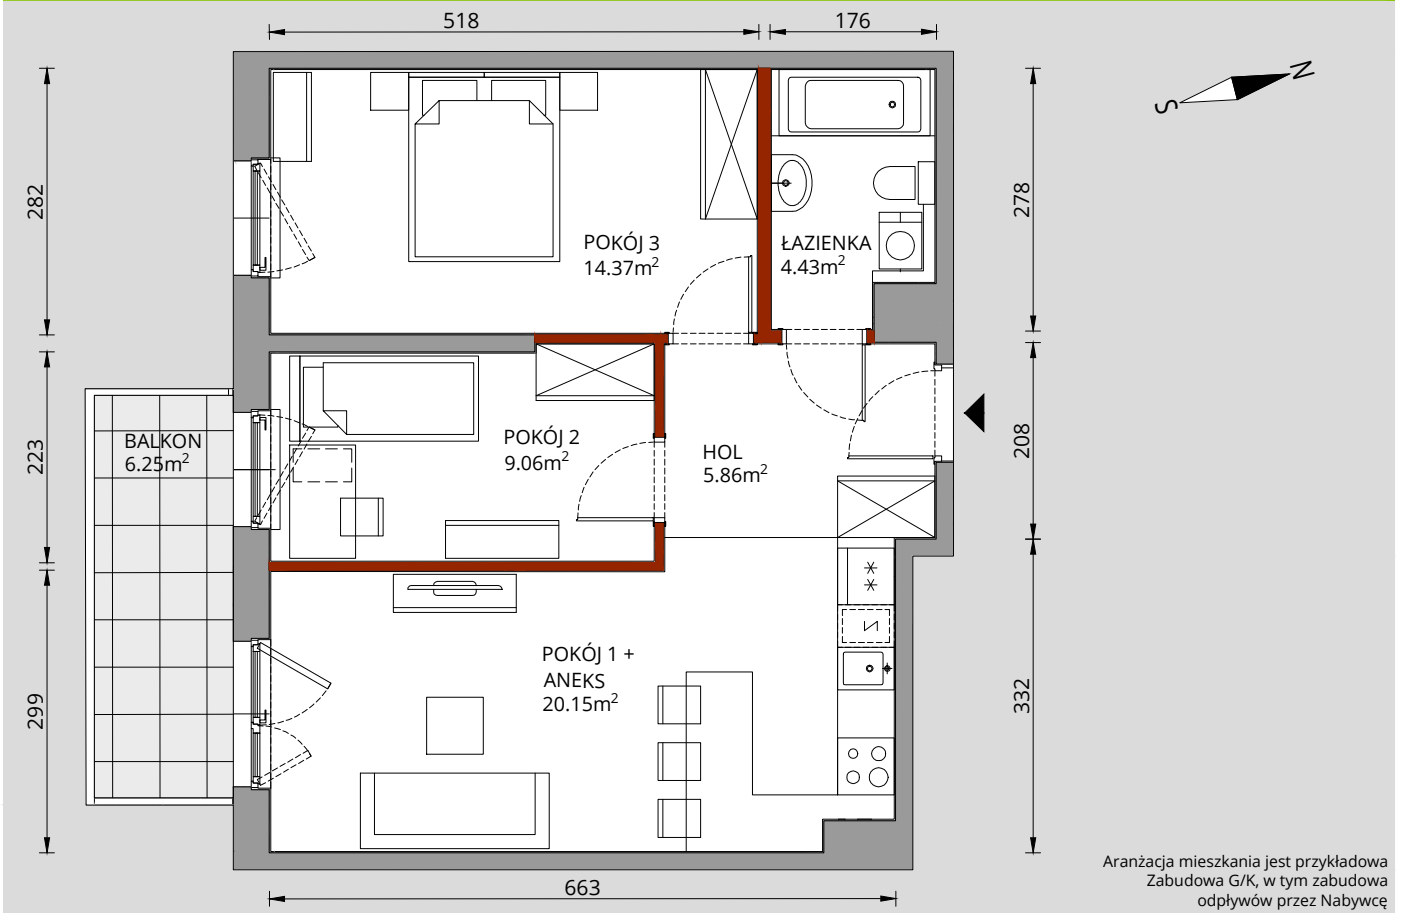 518
176
N
S
282
278
POKÓJ 3
14.37m²
ŁAZIENKA
4.43m²
BALKON
6.25m²
223
POKÓJ 2
9.06m²
HOL
5.86m²
208
POKÓJ 1 +
ANEKS
20.15m²
299
332
663
Aranżacja mieszkania jest przykładowa
Zabudowa G/K, w tym zabudowa
odpływów przez Nabywcę